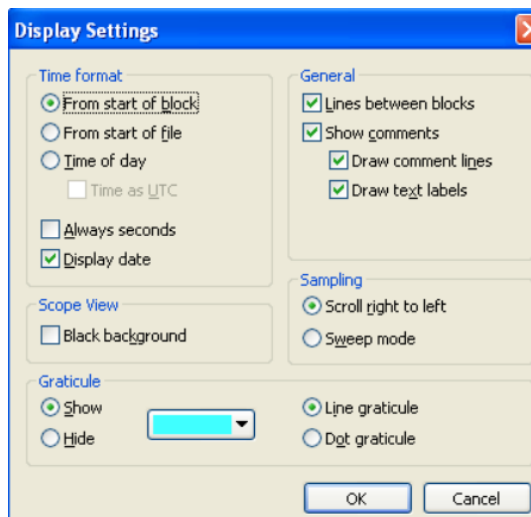 Display Settings
Time format
From start of block
From start of file
Time of day
Time as UTC
Always seconds
Display date
General
Lines between blocks
Show comments
Draw comment lines
Draw text labels
Scope View
Black background
Sampling
Scroll right to left
Sweep mode
Graticule
Show
Hide
Line graticule
Dot graticule
OK
Cancel